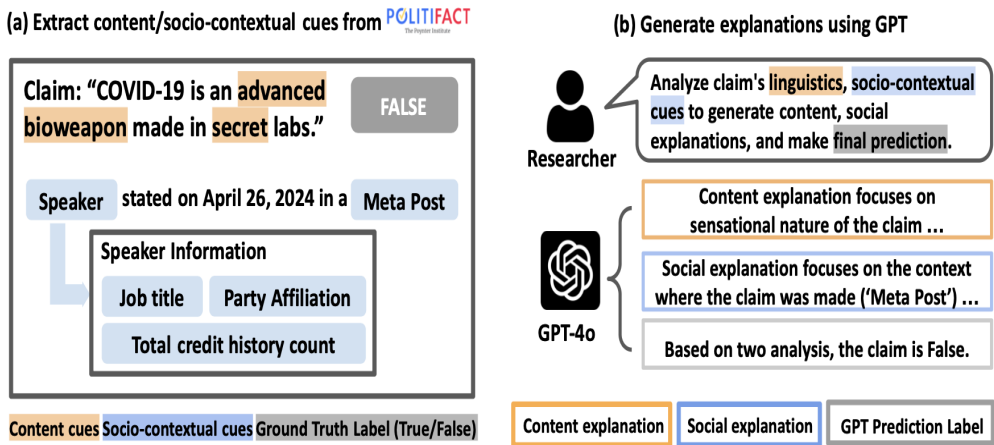 (a) Extract content/socio-contextual cues from POLITIFACT
The Poynter Institute
Claim: “COVID-19 is an advanced
bioweapon made in secret labs.”
FALSE
Speaker stated on April 26, 2024 in a Meta Post
Speaker Information
Job title
Party Affiliation
Total credit history count
Content cues Socio-contextual cues Ground Truth Label (True/False)
(b) Generate explanations using GPT
Analyze claim's linguistics, socio-contextual
cues to generate content, social
explanations, and make final prediction.
Researcher
Content explanation focuses on
sensational nature of the claim ...
Social explanation focuses on the context
where the claim was made (‘Meta Post’) ...
GPT-4o
Based on two analysis, the claim is False.
Content explanation
Social explanation
GPT Prediction Label